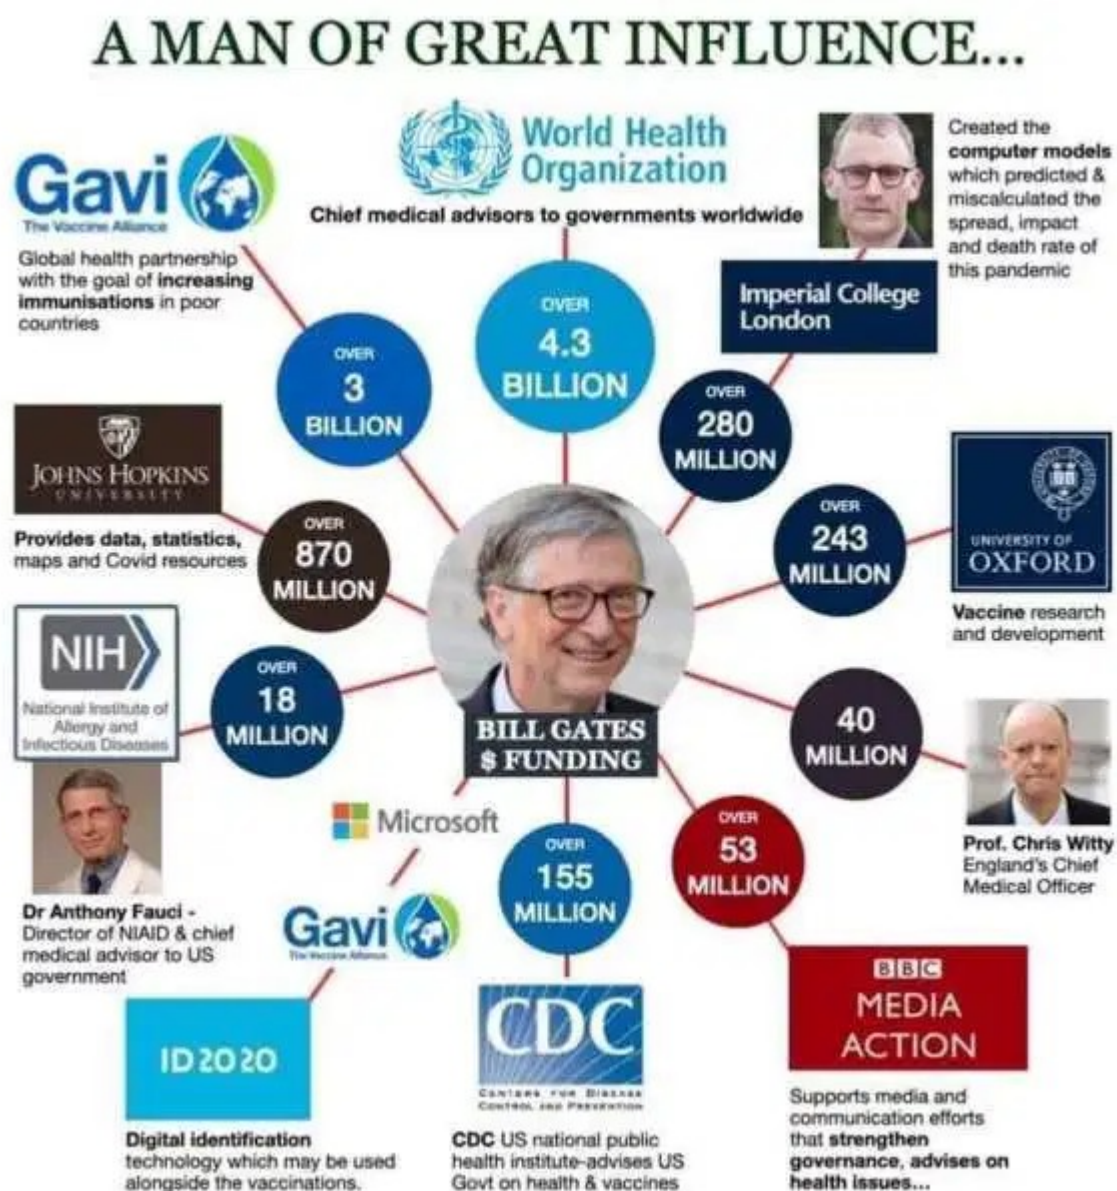 A MAN OF GREAT INFLUENCE...
Gavi
The Vaccine Alliance
Global health partnership
with the goal of increasing
immunisations in poor
countries
World Health
Organization
Chief medical advisors to governments worldwide
Created the
computer models
which predicted &
miscalculated the
spread, impact
and death rate of
this pandemic
Imperial College
London
OVER
3
BILLION
OVER
4.3
BILLION
OVER
280
MILLION
JOHNS HOPKINS
UNIVERSITY
Provides data, statistics,
maps and Covid resources
OVER
870
MILLION
OVER
243
MILLION
UNIVERSITY OF
OXFORD
Vaccine research
and development
NIH
National Institute of
Allergy and
Infectious Diseases
OVER
18
MILLION
BILL GATES
$ FUNDING
40
MILLION
Prof. Chris Witty
England's Chief
Medical Officer
Dr Anthony Fauci -
Director of NIAID & chief
medical advisor to US
government
Microsoft
Gavi
The Vaccine Alliance
OVER
155
MILLION
OVER
53
MILLION
ID2020
Digital identification
technology which may be used
alongside the vaccinations.
CDC
CENTERS FOR DISEASE
CONTROL AND PREVENTION
CDC US national public
health institute-advises US
Govt on health & vaccines
BBC
MEDIA
ACTION
Supports media and
communication efforts
that strengthen
governance, advises on
health issues...